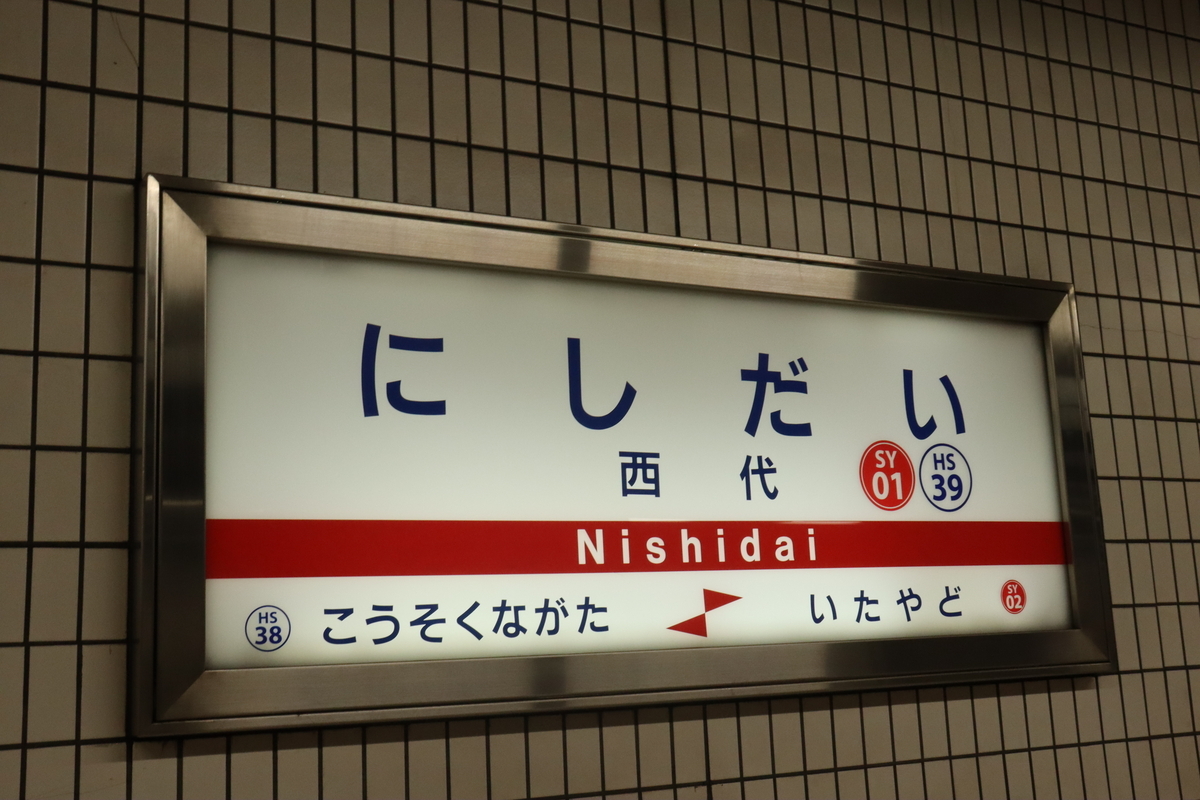 にしだい
西代 SY 01 HS 39
Nishidai
HS 38 こうそくながた いたやど SY 02